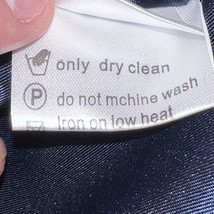 only dry clean
P do not mchine wash
Iron on low heat